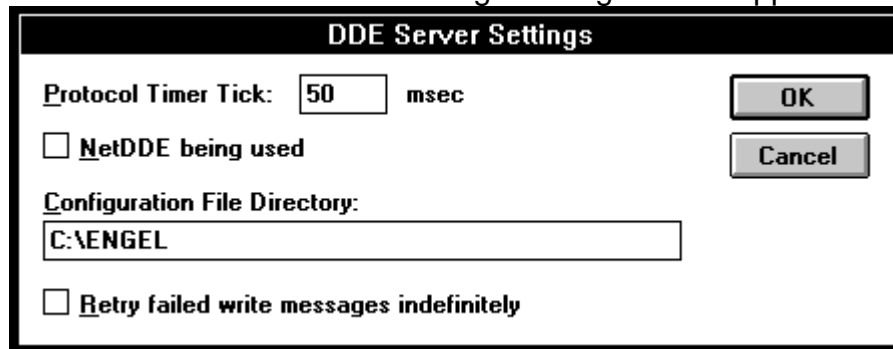 DDE Server Settings
Protocol Timer Tick: 50 msec
OK
NetDDE being used
Cancel
Configuration File Directory:
C:\ENGEL
Retry failed write messages indefinitely